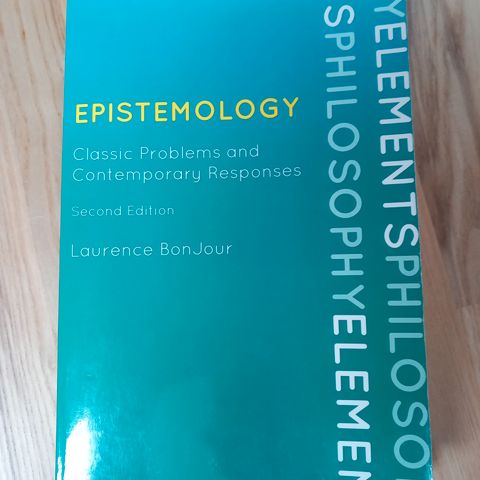 EPISTEMOLOGY
Classic Problems and
Contemporary Responses
Second Edition
Laurence BonJour
YELEMENTSPHILOSO
SPHILOSOPHYELEMEN